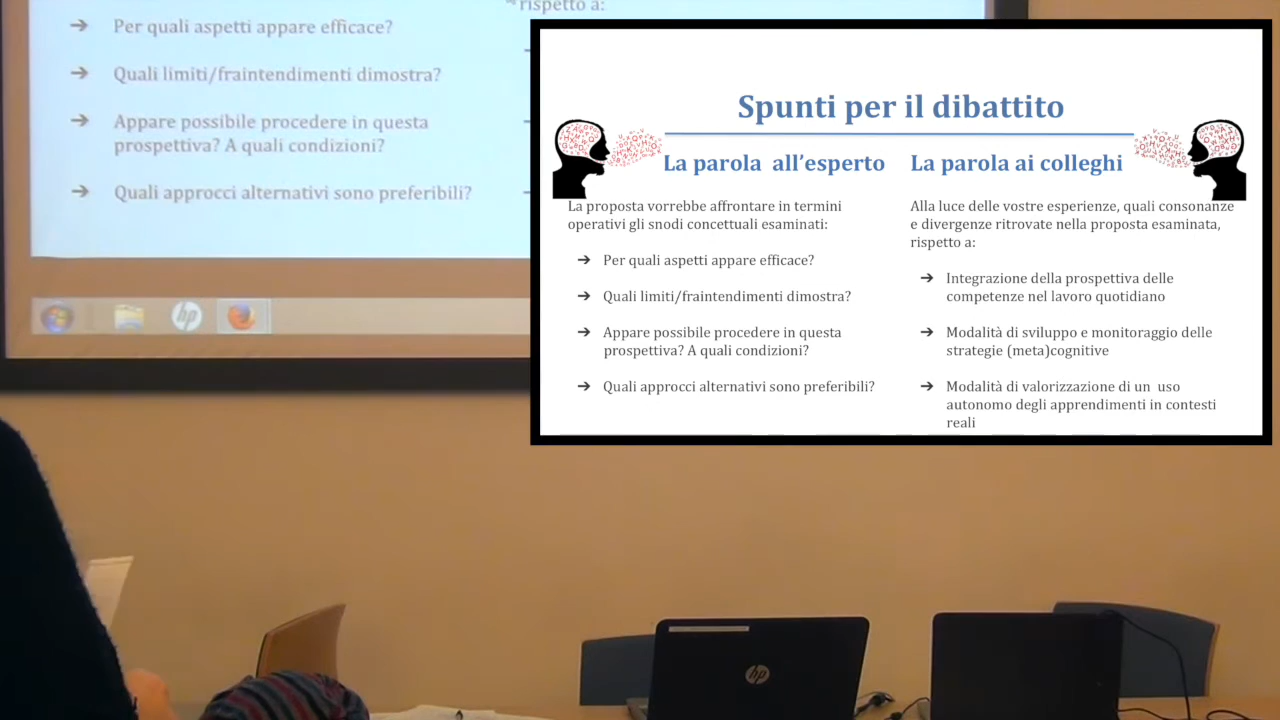 rispetto a:
Per quali aspetti appare efficace?
Quali limiti/fraintendimenti dimostra?
Appare possibile procedere in questa
prospettiva? A quali condizioni?
Quali approcci alternativi sono preferibili?
hp
hp
Spunti per il dibattito
La parola all'esperto
La proposta vorrebbe affrontare in termini
operativi gli snodi concettuali esaminati:
Per quali aspetti appare efficace?
Quali limiti/fraintendimenti dimostra?
Appare possibile procedere in questa
prospettiva? A quali condizioni?
Quali approcci alternativi sono preferibili?
La parola ai colleghi
Alla luce delle vostre esperienze, quali consonanze
e divergenze ritrovate nella proposta esaminata,
rispetto a:
Integrazione della prospettiva delle
competenze nel lavoro quotidiano
Modalità di sviluppo e monitoraggio delle
strategie (meta)cognitive
Modalità di valorizzazione di un uso
autonomo degli apprendimenti in contesti
reali